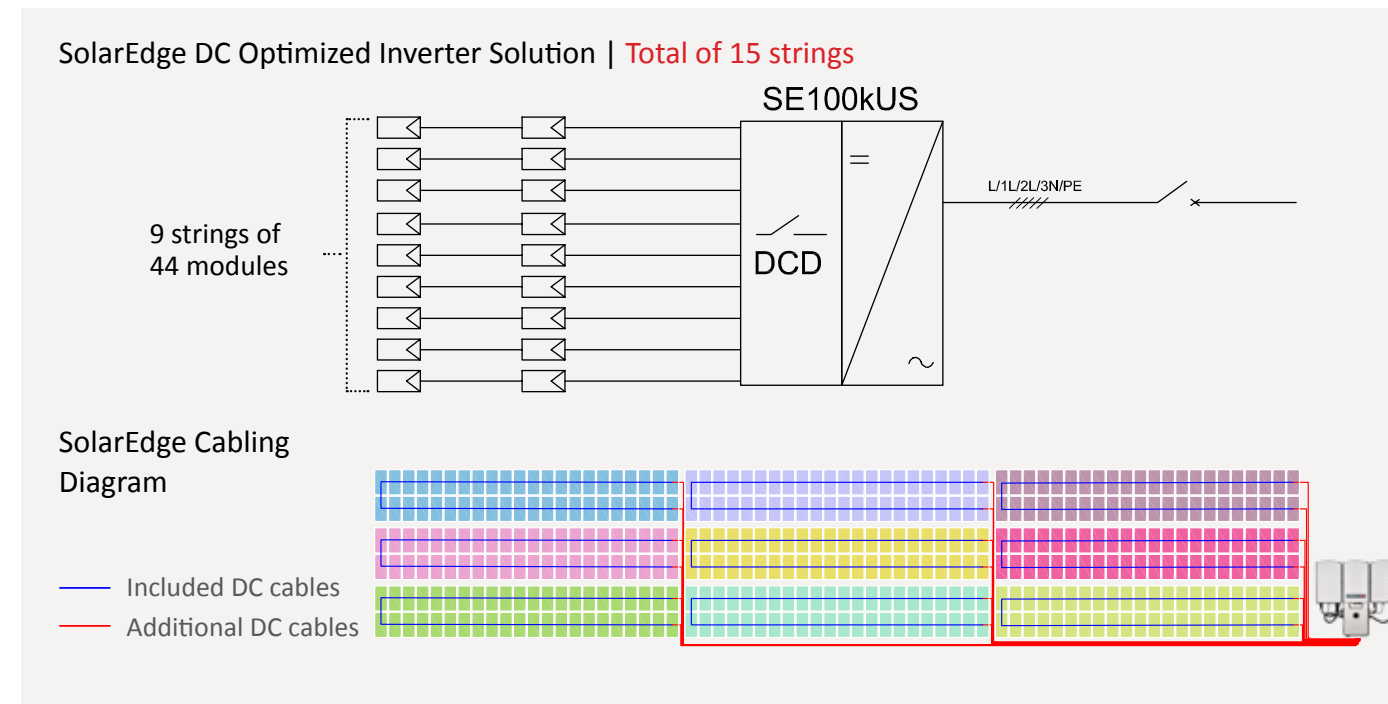 SolarEdge DC Optimized Inverter Solution | Total of 15 strings
SE100kUS
9 strings of
44 modules
DCD
L/1L/2L/3N/PE
SolarEdge Cabling
Diagram
Included DC cables
Additional DC cables